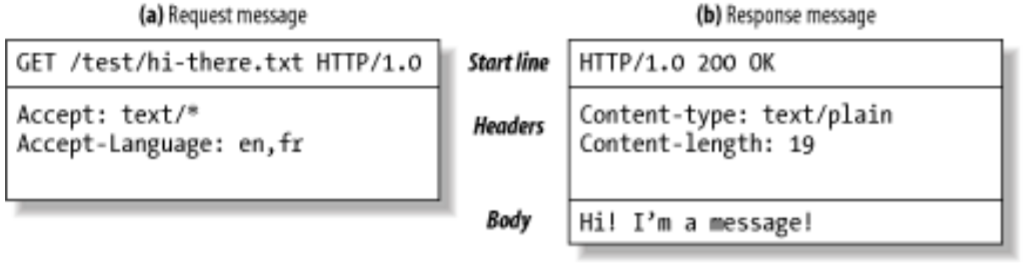 (a) Request message
GET /test/hi-there.txt HTTP/1.0
Accept: text/*
Accept-Language: en,fr
Start line
Headers
Body
(b) Response message
HTTP/1.0 200 OK
Content-type: text/plain
Content-length: 19
Hi! I'm a message!